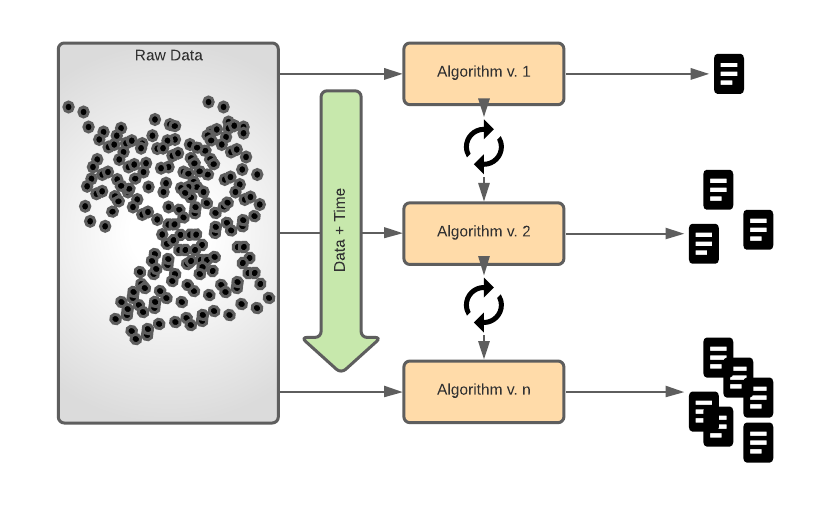 Raw Data
Algorithm v. 1
Data + Time
Algorithm v. 2
Algorithm v. n